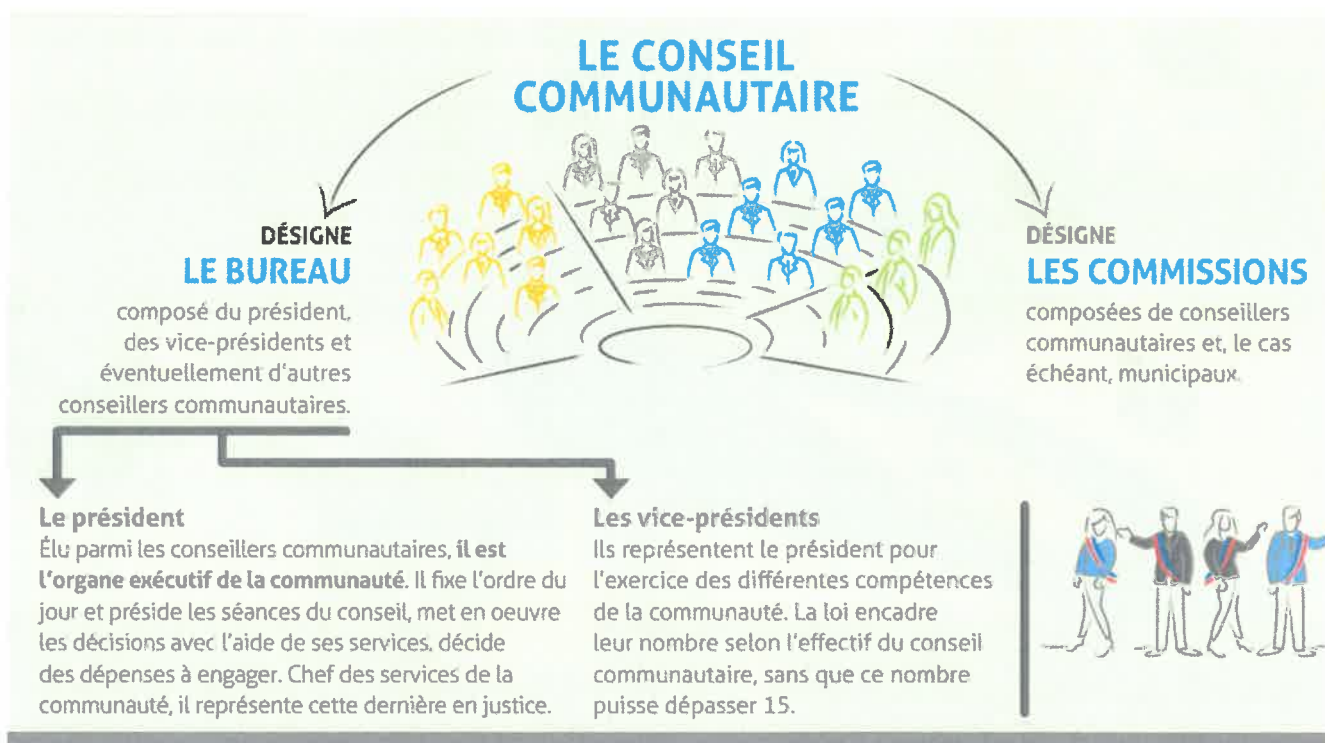 LE CONSEIL
COMMUNAUTAIRE
DÉSIGNE
LE BUREAU
composé du président,
des vice-présidents et
éventuellement d'autres
conseillers communautaires.
DÉSIGNE
LES COMMISSIONS
composées de conseillers
communautaires et, le cas
échéant, municipaux.
Le président
Élu parmi les conseillers communautaires, il est
l'organe exécutif de la communauté. Il fixe l'ordre du
jour et préside les séances du conseil, met en oeuvre
les décisions avec l'aide de ses services, décide
des dépenses à engager. Chef des services de la
communauté, il représente cette dernière en justice.
Les vice-présidents
Ils représentent le président pour
l'exercice des différentes compétences
de la communauté. La loi encadre
leur nombre selon l'effectif du conseil
communautaire, sans que ce nombre
puisse dépasser 15.